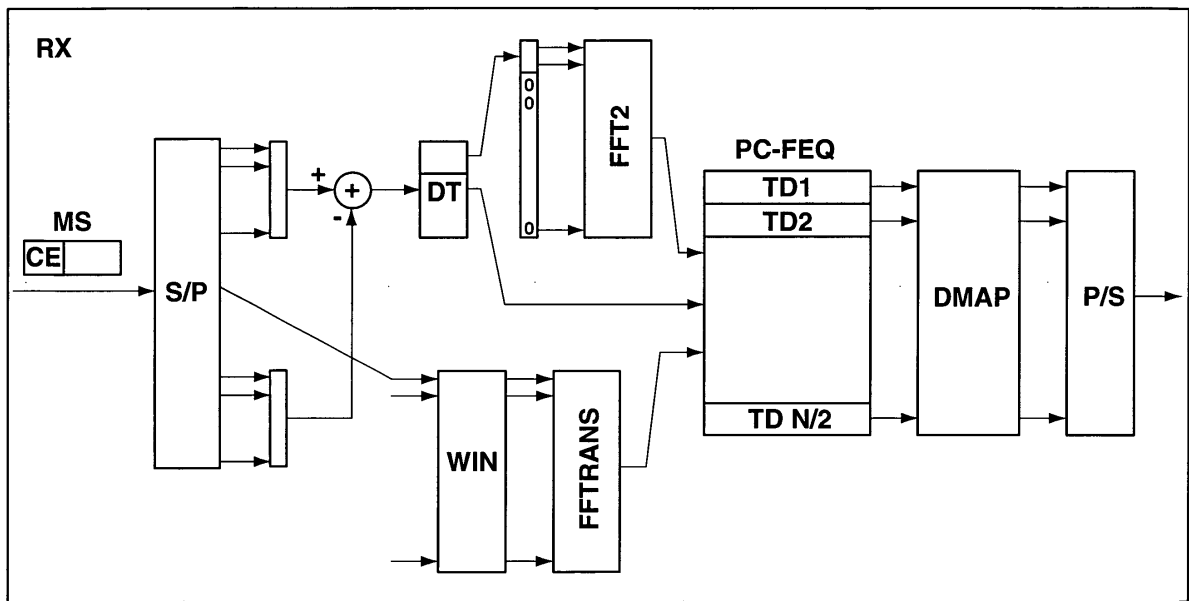 RX
MS
CE
S/P
+
-
+
DT
0
0
0
FFT2
WIN
FFTRANS
PC-FEQ
TD1
TD2
TD N/2
DMAP
P/S